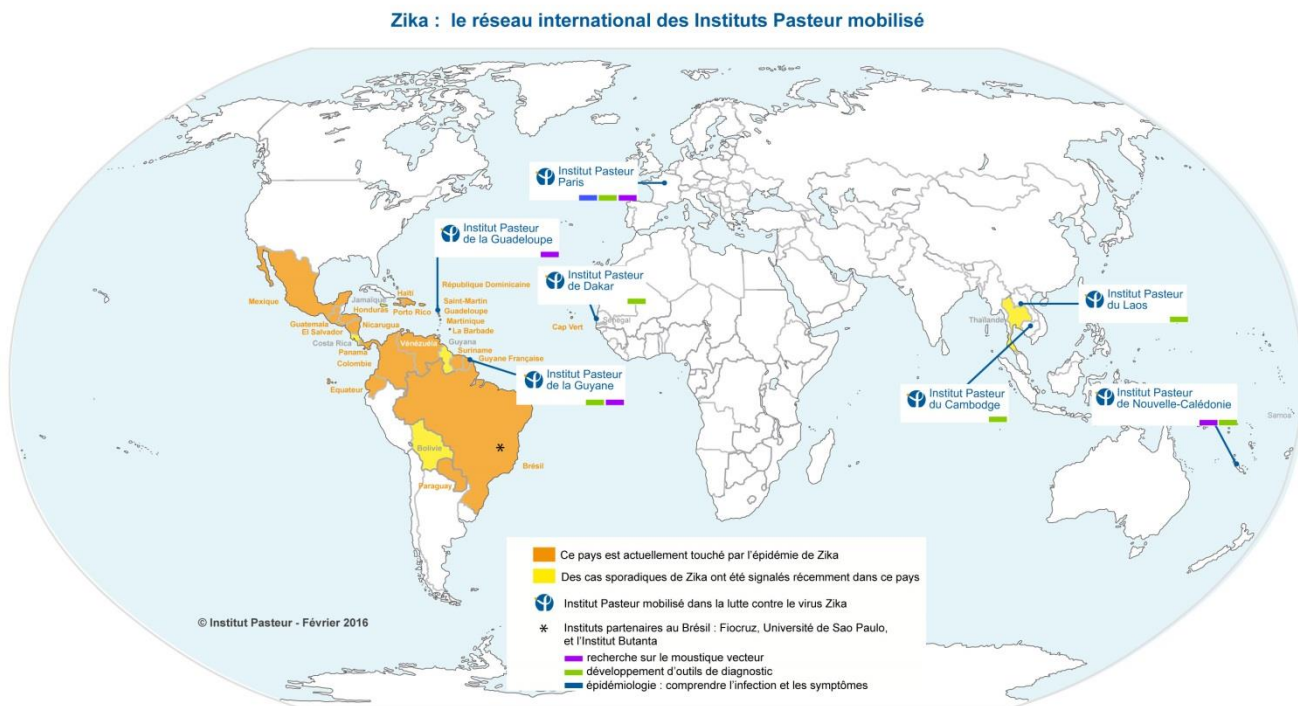 Zika : le réseau international des Instituts Pasteur mobilisé
Institut Pasteur
Paris
Institut Pasteur
de la Guadeloupe
Institut Pasteur
de Dakar
Institut Pasteur
du Laos
Institut Pasteur
du Cambodge
Institut Pasteur
de Nouvelle-Calédonie
Institut Pasteur
de la Guyane
Mexique
Jamaïque
Haïti
République Dominicaine
Honduras
Porto Rico
Saint-Martin
Guadeloupe
Martinique
La Barbade
Guatemala
El Salvador
Nicarugua
Costa Rica
Panama
Colombie
Vénézuéla
Guyana
Suriname
Guyane Française
Equateur
Bolivie
Brésil
Paraguay
Cap Vert
Sénégal
Thaïlande
Samoa
Ce pays est actuellement touché par l'épidémie de Zika
Des cas sporadiques de Zika ont été signalés récemment dans ce pays
Institut Pasteur mobilisé dans la lutte contre le virus Zika
* Instituts partenaires au Brésil : Fiocruz, Université de Sao Paulo,
et l'Institut Butanta
recherche sur le moustique vecteur
développement d'outils de diagnostic
épidémiologie : comprendre l'infection et les symptômes
© Institut Pasteur - Février 2016